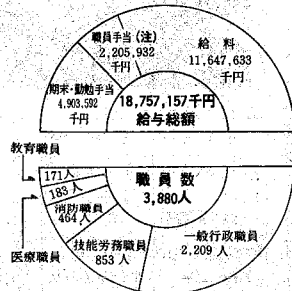 職員手当(注)
2,205,932
千円
給料
11,647,633
千円
期末・勤勉手当
4,903,592
千円
18,757,157千円
給与総額
教育職員
171人
183人
消防職員
464人
医療職員
技能労務職員
853人
職員数
3,880人
一般行政職員
2,209人